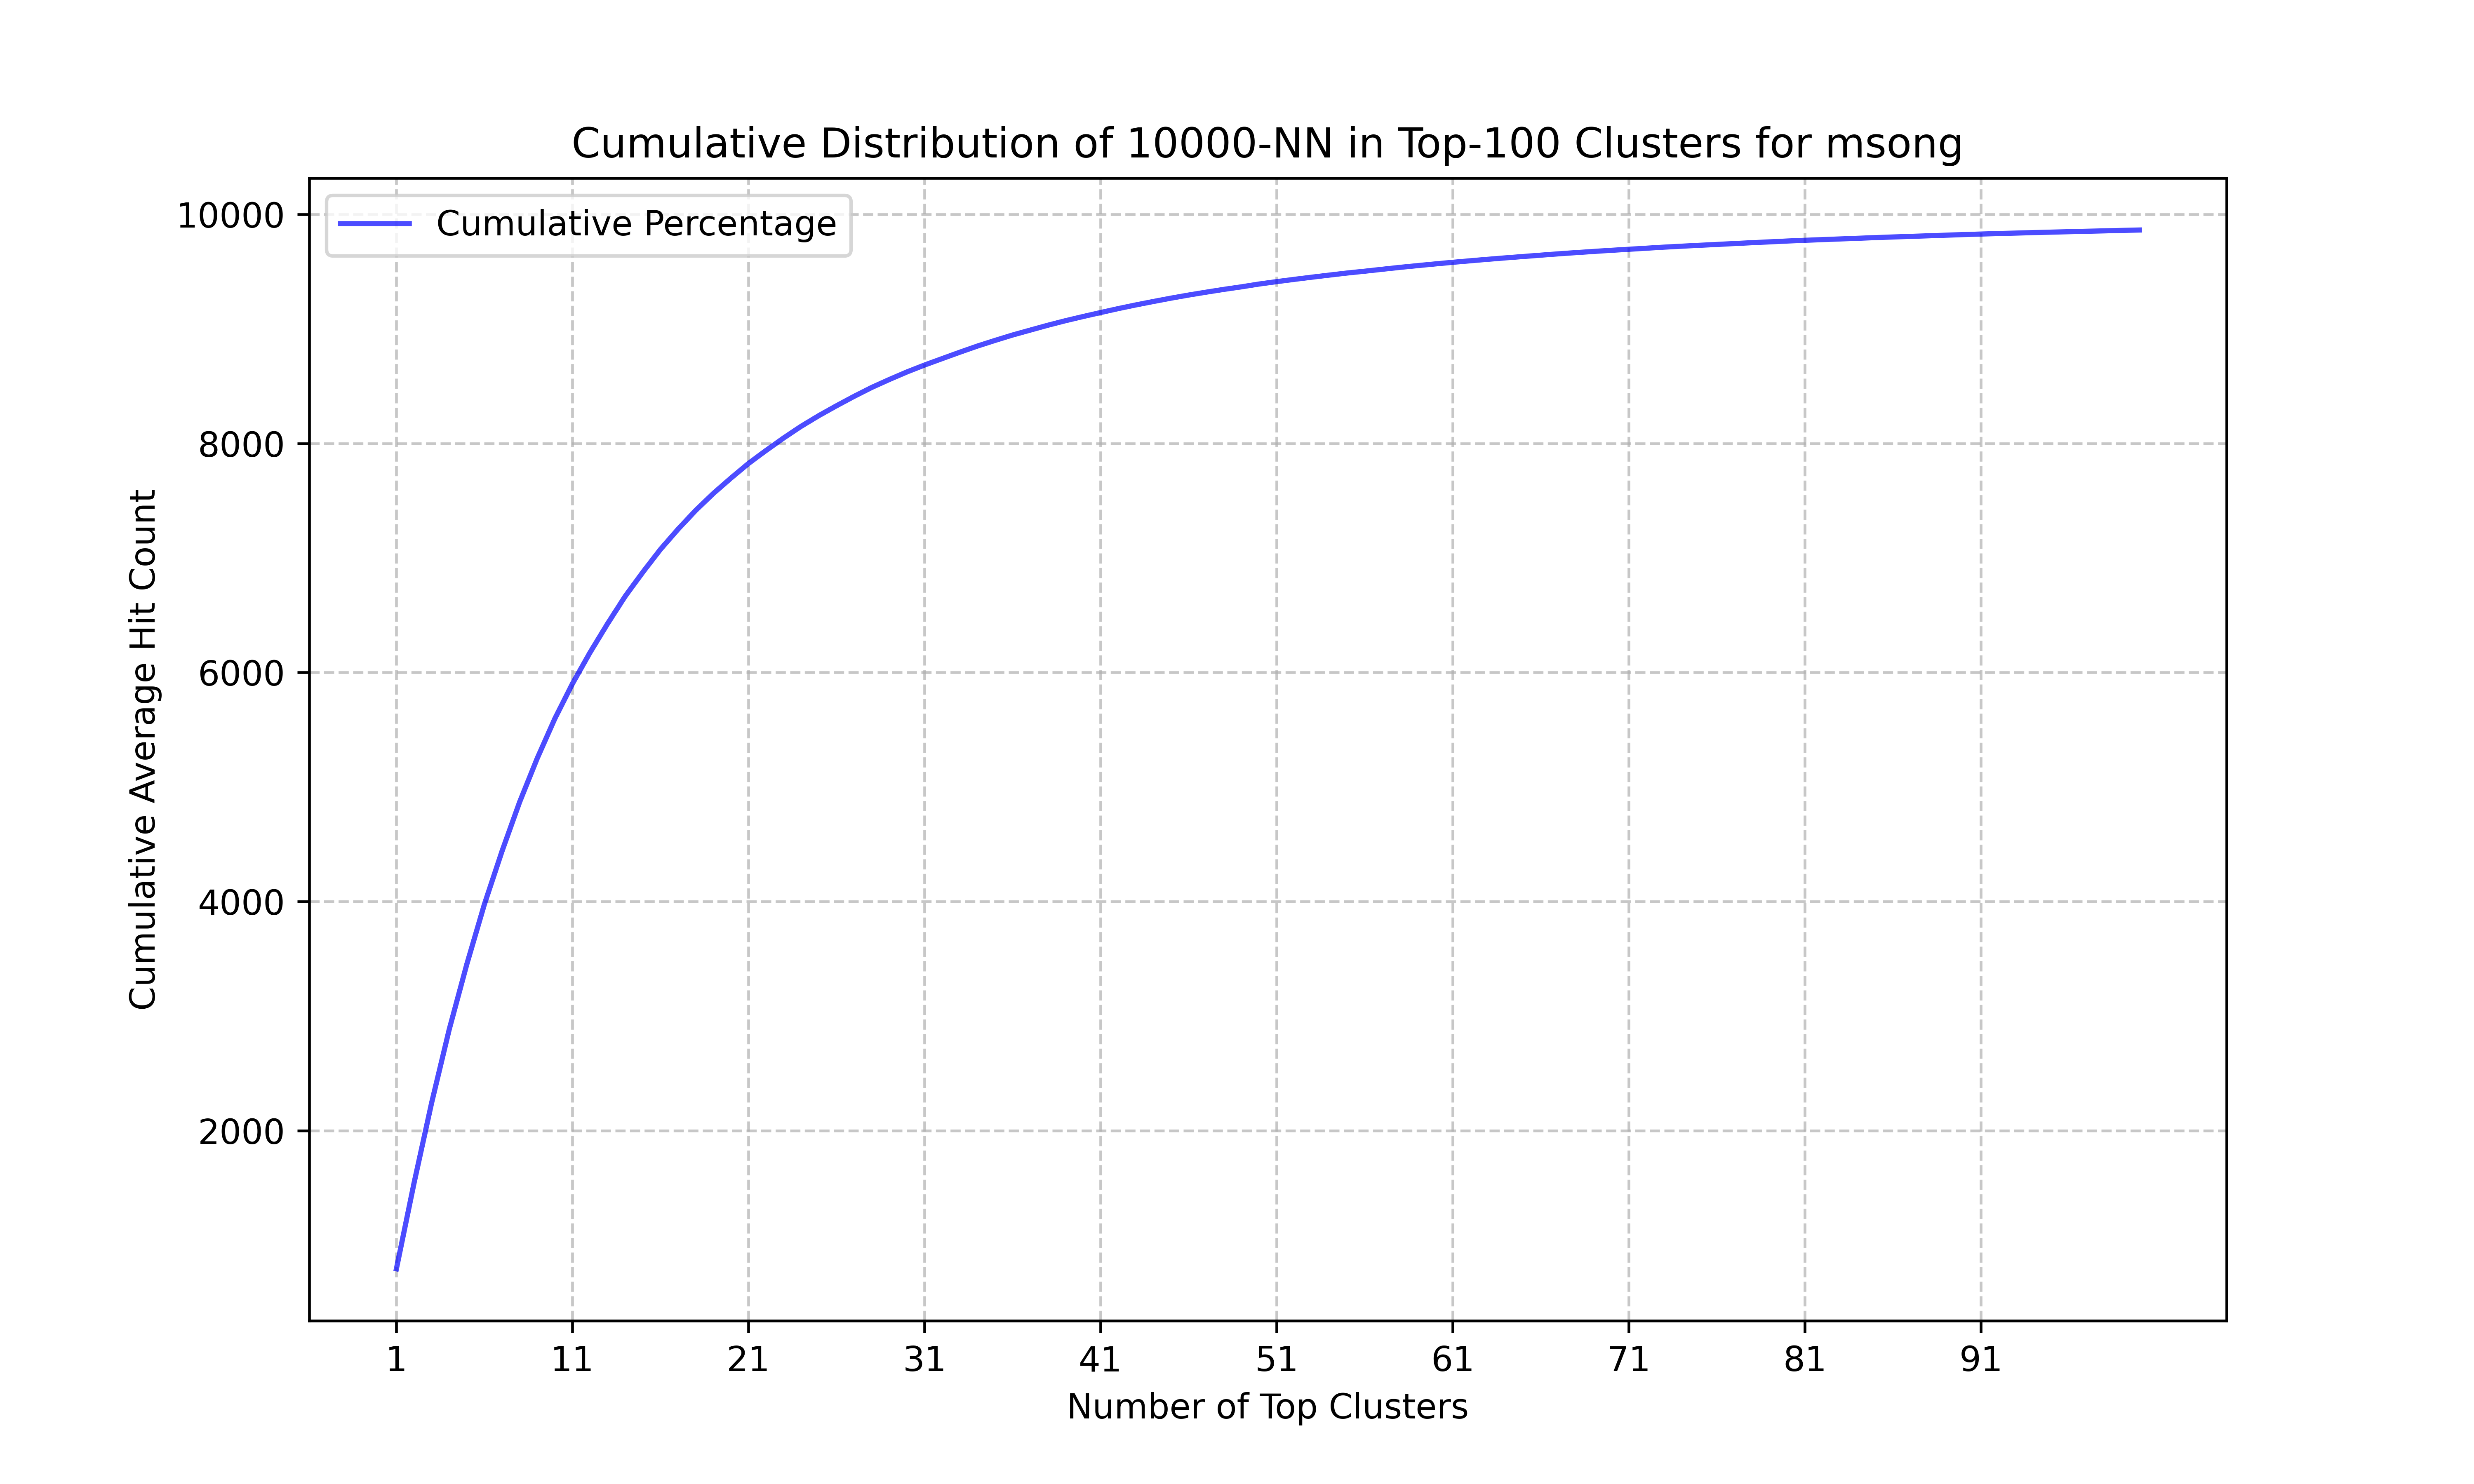 Cumulative Distribution of 10000-NN in Top-100 Clusters for msong
Cumulative Percentage
Cumulative Average Hit Count
10000
8000
6000
4000
2000
1 11 21 31 41 51 61 71 81 91
Number of Top Clusters